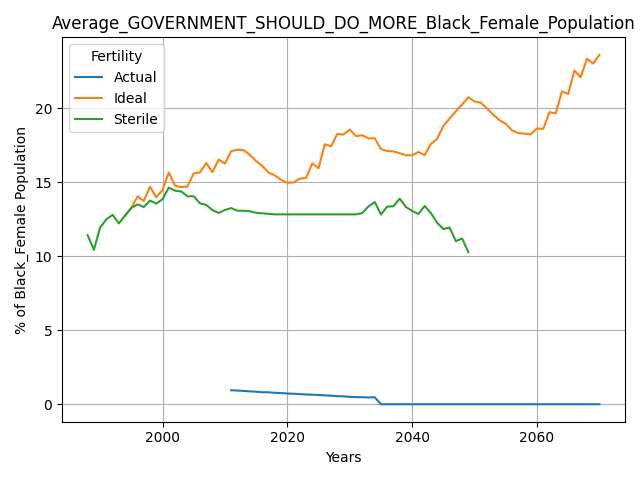 Average_GOVERNMENT_SHOULD_DO_MORE_Black_Female_Population
Fertility
Actual
Ideal
Sterile
% of Black_Female Population
20
15
10
5
0
2000 2020 2040 2060
Years